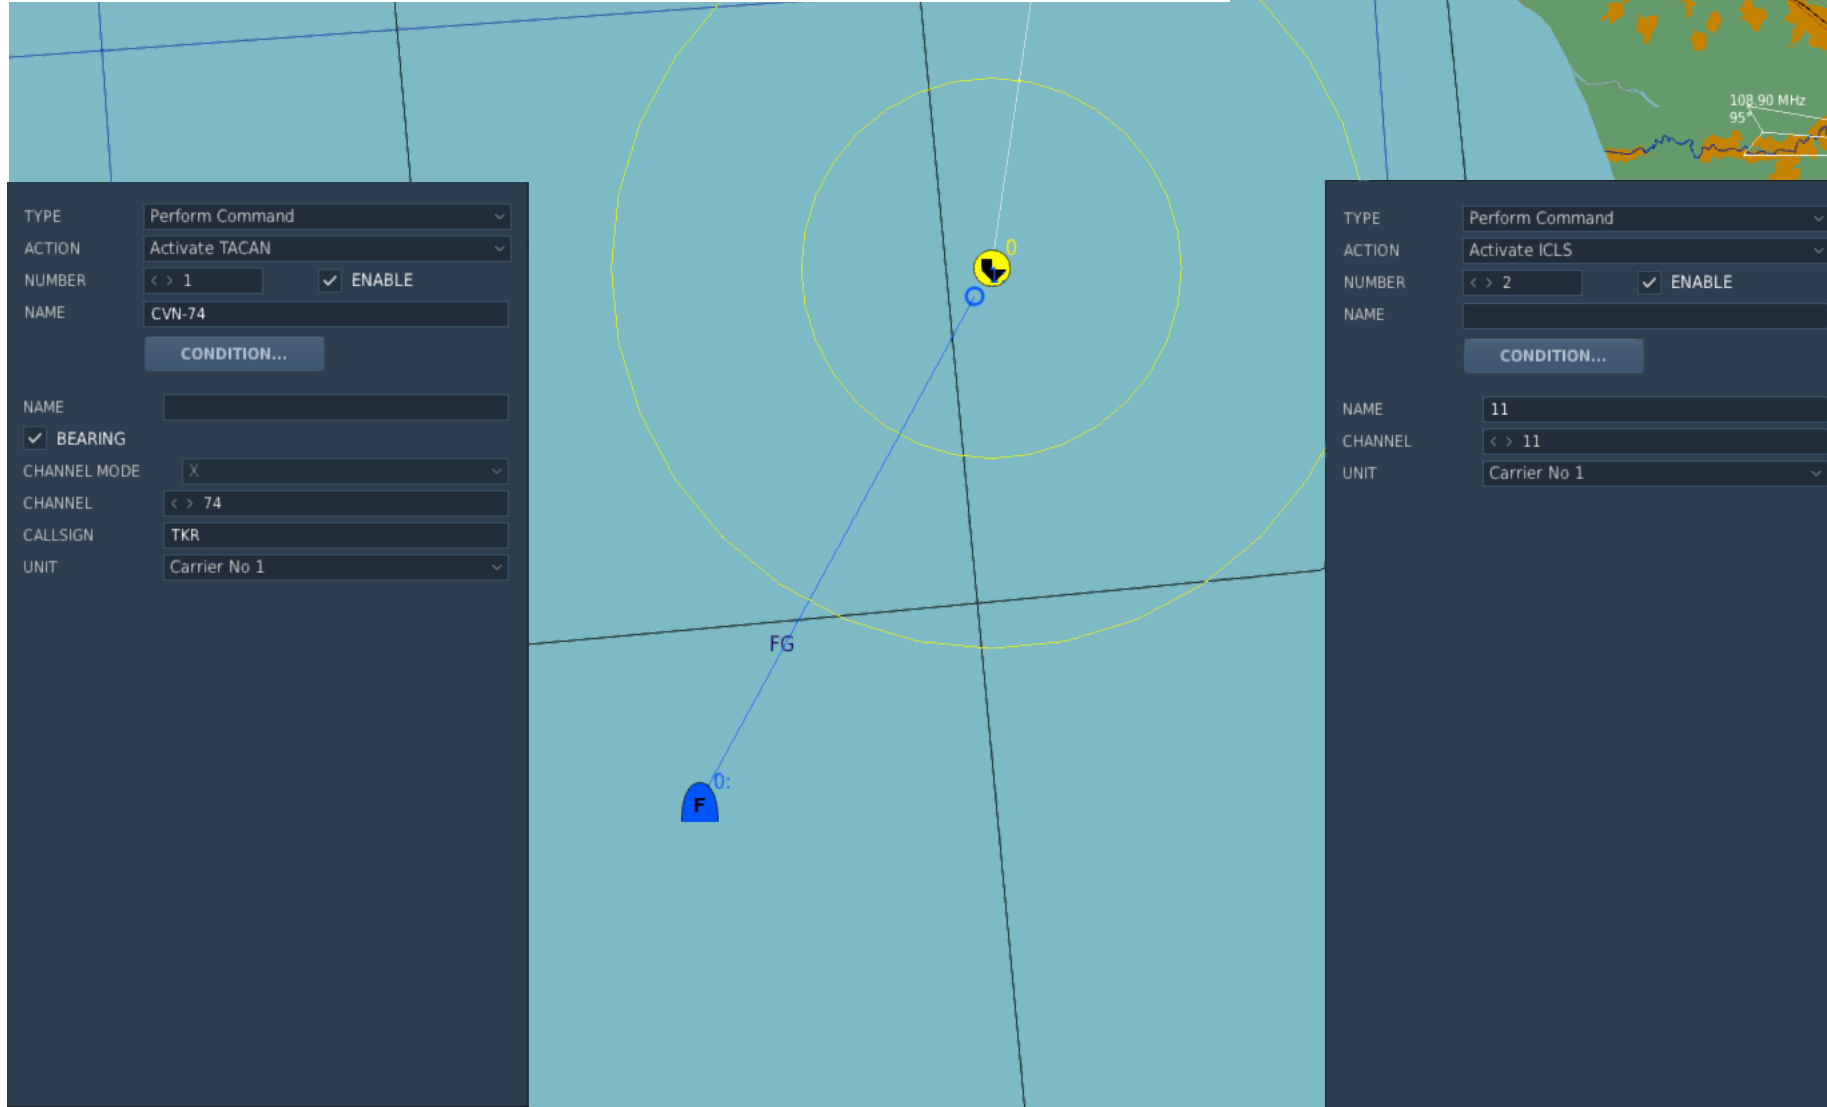 108.90 MHz
95°
TYPE Perform Command
ACTION Activate TACAN
NUMBER < > 1 ENABLE
NAME CVN-74
CONDITION...
NAME
BEARING
CHANNEL MODE X
CHANNEL < > 74
CALLSIGN TKR
UNIT Carrier No 1
0
FG
0:
F
TYPE Perform Command
ACTION Activate ICLS
NUMBER < > 2 ENABLE
NAME
CONDITION...
NAME 11
CHANNEL < > 11
UNIT Carrier No 1